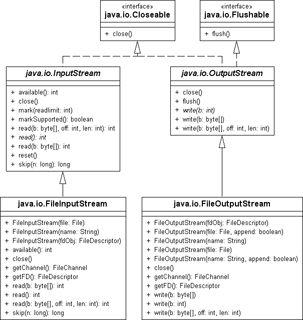 «interface»
java.io.Closeable
+ close()
«interface»
java.io.Flushable
+ flush()
java.io.InputStream
+ available(): int
+ close()
+ mark(readlimit: int)
+ markSupported(): boolean
+ read(b: byte[], off: int, len: int): int
+ read(): int
+ read(b: byte[]): int
+ reset()
+ skip(n: long): long
java.io.OutputStream
+ close()
+ flush()
+ write(b: int)
+ write(b: byte[])
+ write(b: byte[], off: int, len: int)
java.io.FileInputStream
+ FileInputStream(file: File)
+ FileInputStream(name: String)
+ FileInputStream(fdObj: FileDescriptor)
+ available(): int
+ close()
+ getChannel(): FileChannel
+ getFD(): FileDescriptor
+ read(b: byte[]): int
+ read(): int
+ read(b: byte[], off: int, len: int): int
+ skip(n: long): long
java.io.FileOutputStream
+ FileOutputStream(fdObj: FileDescriptor)
+ FileOutputStream(file: File, append: boolean)
+ FileOutputStream(name: String)
+ FileOutputStream(file: File)
+ FileOutputStream(name: String, append: boolean)
+ close()
+ getChannel(): FileChannel
+ getFD(): FileDescriptor
+ write(b: byte[])
+ write(b: int)
+ write(b: byte[], off: int, len: int)